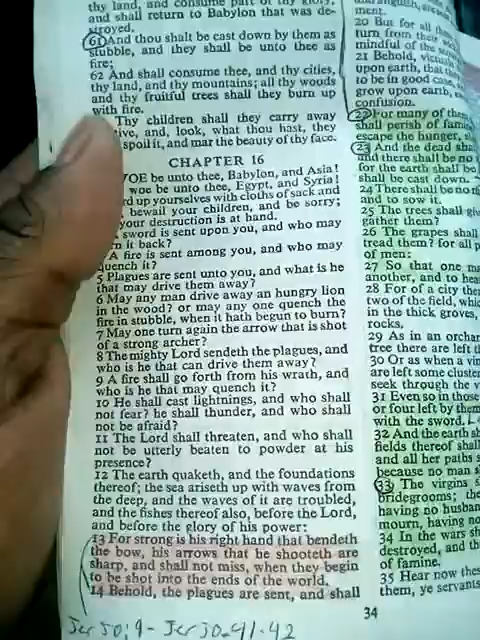 thy land, and consume part of thy glory,
and shall return to Babylon that was de-
stroyed.
61 And thou shalt be cast down by them as
stubble, and they shall be unto thee as
fire;
62 And shall consume thee, and thy cities,
thy land, and thy mountains; all thy woods
and thy fruitful trees shall they burn up
with fire.
Thy children shall they carry away
ive, and, look, what thou hast, they
spoil it, and mar the beauty of thy face.
CHAPTER 16
WOE be unto thee, Babylon, and Asia!
woe be unto thee, Egypt, and Syria!
rd up yourselves with cloths of sack and
bewail your children, and be sorry;
your destruction is at hand.
sword is sent upon you, and who may
n it back?
A fire is sent among you, and who may
quench it?
5 Plagues are sent unto you, and what is he
that may drive them away?
6 May any man drive away an hungry lion
in the wood? or may any one quench the
fire in stubble, when it hath begun to burn?
7 May one turn again the arrow that is shot
of a strong archer?
8 The mighty Lord sendeth the plagues, and
who is he that can drive them away?
9 A fire shall go forth from his wrath, and
who is he that may quench it?
10 He shall cast lightnings, and who shall
not fear? he shall thunder, and who shall
not be afraid?
11 The Lord shall threaten, and who shall
not be utterly beaten to powder at his
presence?
12 The earth quaketh, and the foundations
thereof; the sea ariseth up with waves from
the deep, and the waves of it are troubled,
and the fishes thereof also, before the Lord,
and before the glory of his power:
13 For strong is his right hand that bendeth
the bow, his arrows that he shooteth are
sharp, and shall not miss, when they begin
to be shot into the ends of the world.
14 Behold, the plagues are sent, and shall
Jer 50:9- Jer 50:41-42
ment.
20 But for all the
turn from their
mindful of the
21 Behold, victu
upon earth, that
to be in good case,
grow upon earth,
confusion.
22 For many of them
shall perish of fami
escape the hunger, s
23 And the dead sha
and there shall be no
for the earth shall be
shall be cast down.
24 There shall be no
and to sow it.
25 The trees shall giv
gather them?
26 The grapes shall
tread them? for all p
of men:
27 So that one ma
another, and to hea
28 For of a city the
two of the field, whic
in the thick groves,
rocks.
29 As in an orchar
tree there are left t
30 Or as when a vin
are left some cluster
seek through the v
31 Even so in those
or four left by them
with the sword.
32 And the earth sh
fields thereof shall
and all her paths s
because no man s
33 The virgins s
bridegrooms; the
having no husban
mourn, having no
34 In the wars sh
destroyed, and th
of famine.
35 Hear now thes
them, ye servants
34